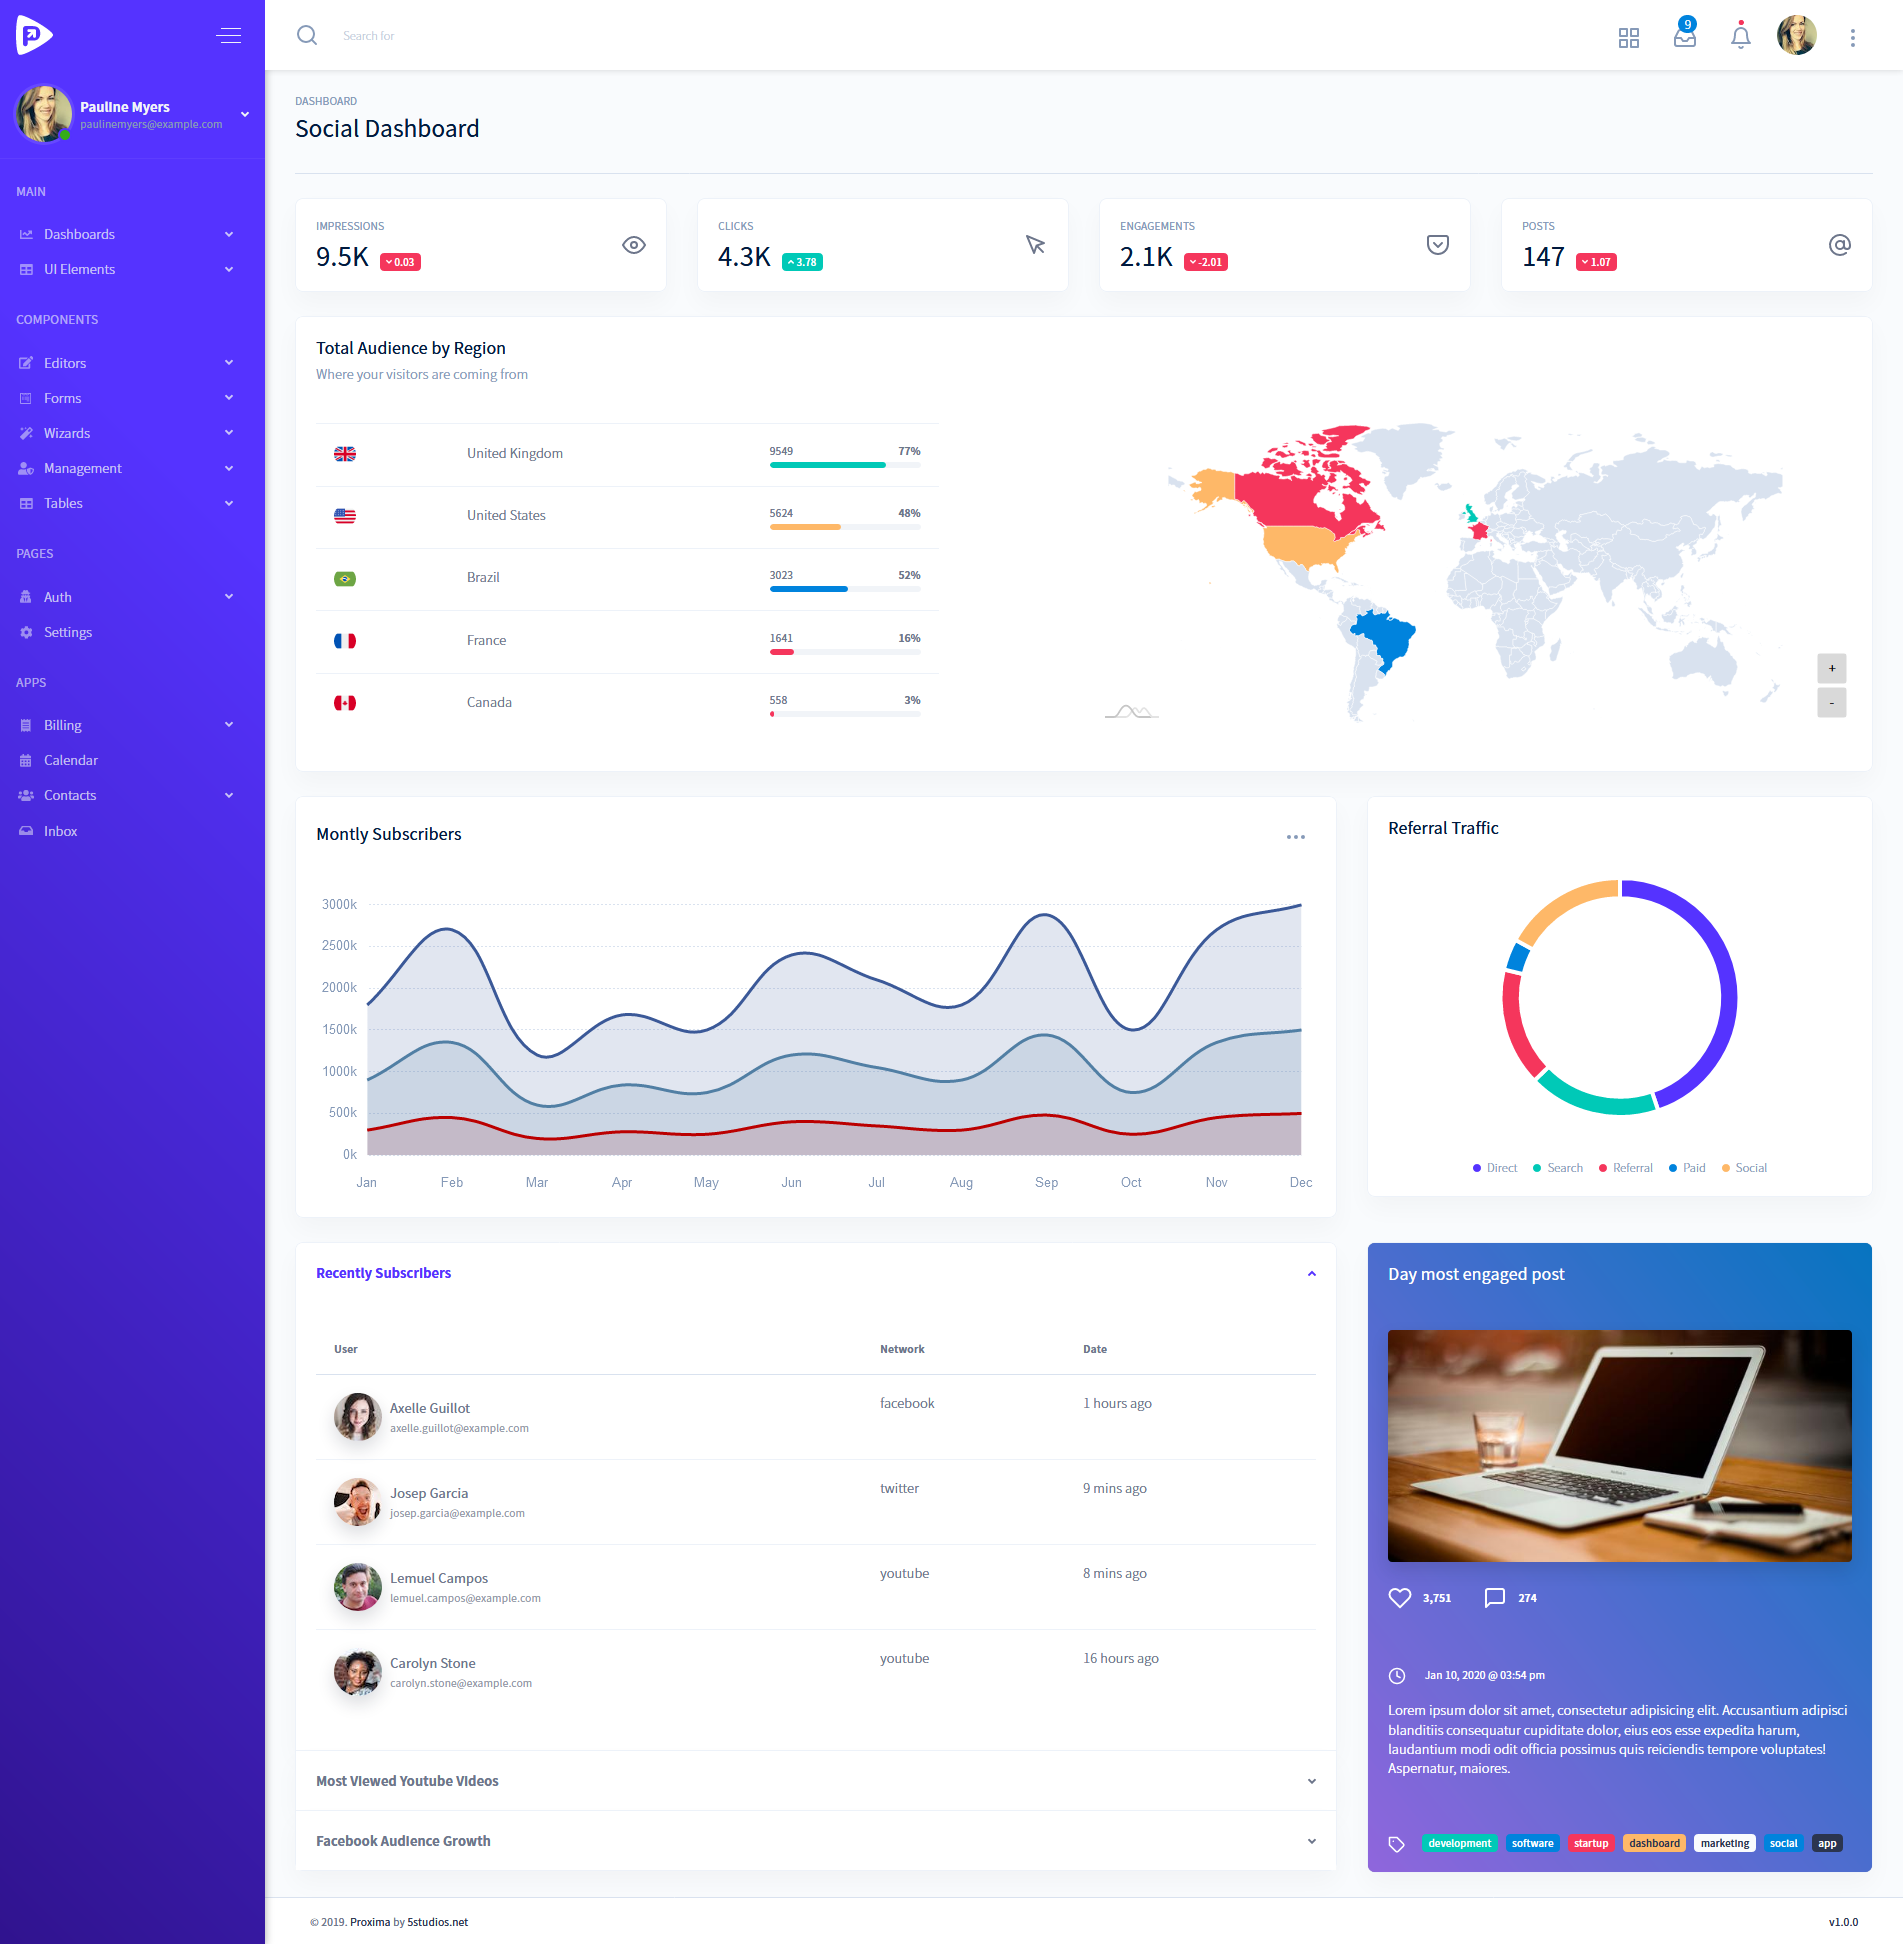 Search for
9
Pauline Myers
paulinemyers@example.com
MAIN
Dashboards
UI Elements
COMPONENTS
Editors
Forms
Wizards
Management
Tables
PAGES
Auth
Settings
APPS
Billing
Calendar
Contacts
Inbox
DASHBOARD
Social Dashboard
IMPRESSIONS
9.5K 0.03
CLICKS
4.3K 3.78
ENGAGEMENTS
2.1K -2.01
POSTS
147 1.07
Total Audience by Region
Where your visitors are coming from
United Kingdom 9549 77%
United States 5624 48%
Brazil 3023 52%
France 1641 16%
Canada 558 3%
+
-
Montly Subscribers
3000k
2500k
2000k
1500k
1000k
500k
0k
Jan Feb Mar Apr May Jun Jul Aug Sep Oct Nov Dec
Referral Traffic
Direct Search Referral Paid Social
Recently Subscribers
User Network Date
Axelle Guillot facebook 1 hours ago
axelle.guillot@example.com
Josep Garcia twitter 9 mins ago
josep.garcia@example.com
Lemuel Campos youtube 8 mins ago
lemuel.campos@example.com
Carolyn Stone youtube 16 hours ago
carolyn.stone@example.com
Most Viewed Youtube Videos
Facebook Audience Growth
Day most engaged post
3,751 274
Jan 10, 2020 @ 03:54 pm
Lorem ipsum dolor sit amet, consectetur adipisicing elit. Accusantium adipisci
blanditiis consequatur cupiditate dolor, eius eos esse expedita harum,
laudantium modi odit officia possimus quis reiciendis tempore voluptates!
Aspernatur, maiores.
development software startup dashboard marketing social app
© 2019. Proxima by 5studios.net
v1.0.0